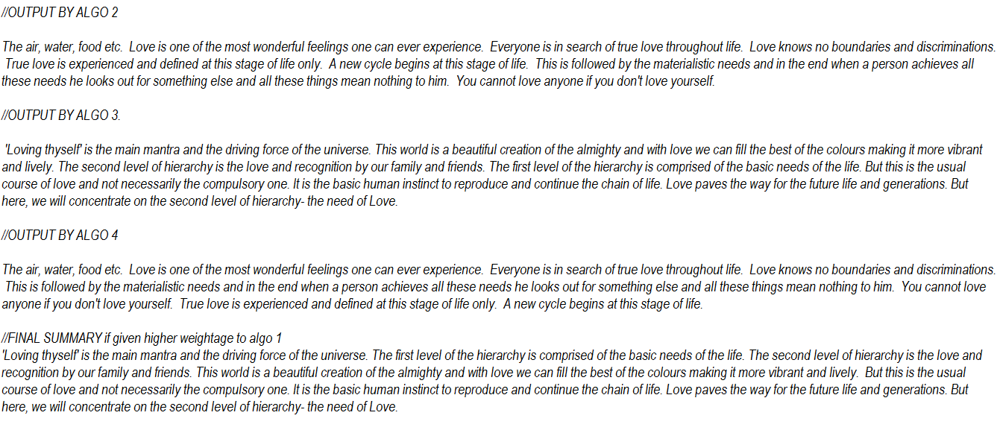 //OUTPUT BY ALGO 2
The air, water, food etc.  Love is one of the most wonderful feelings one can ever experience.  Everyone is in search of true love throughout life.  Love knows no boundaries and discriminations.
True love is experienced and defined at this stage of life only.  A new cycle begins at this stage of life.  This is followed by the materialistic needs and in the end when a person achieves all
these needs he looks out for something else and all these things mean nothing to him.  You cannot love anyone if you don't love yourself.
//OUTPUT BY ALGO 3.
'Loving thyself' is the main mantra and the driving force of the universe. This world is a beautiful creation of the almighty and with love we can fill the best of the colours making it more vibrant
and lively. The second level of hierarchy is the love and recognition by our family and friends. The first level of the hierarchy is comprised of the basic needs of the life. But this is the usual
course of love and not necessarily the compulsory one. It is the basic human instinct to reproduce and continue the chain of life. Love paves the way for the future life and generations. But
here, we will concentrate on the second level of hierarchy- the need of Love.
//OUTPUT BY ALGO 4
The air, water, food etc.  Love is one of the most wonderful feelings one can ever experience.  Everyone is in search of true love throughout life.  Love knows no boundaries and discriminations.
This is followed by the materialistic needs and in the end when a person achieves all these needs he looks out for something else and all these things mean nothing to him.  You cannot love
anyone if you don't love yourself.  True love is experienced and defined at this stage of life only.  A new cycle begins at this stage of life.
//FINAL SUMMARY if given higher weightage to algo 1
'Loving thyself' is the main mantra and the driving force of the universe. The first level of the hierarchy is comprised of the basic needs of the life. The second level of hierarchy is the love and
recognition by our family and friends. This world is a beautiful creation of the almighty and with love we can fill the best of the colours making it more vibrant and lively.  But this is the usual
course of love and not necessarily the compulsory one. It is the basic human instinct to reproduce and continue the chain of life. Love paves the way for the future life and generations. But
here, we will concentrate on the second level of hierarchy- the need of Love.